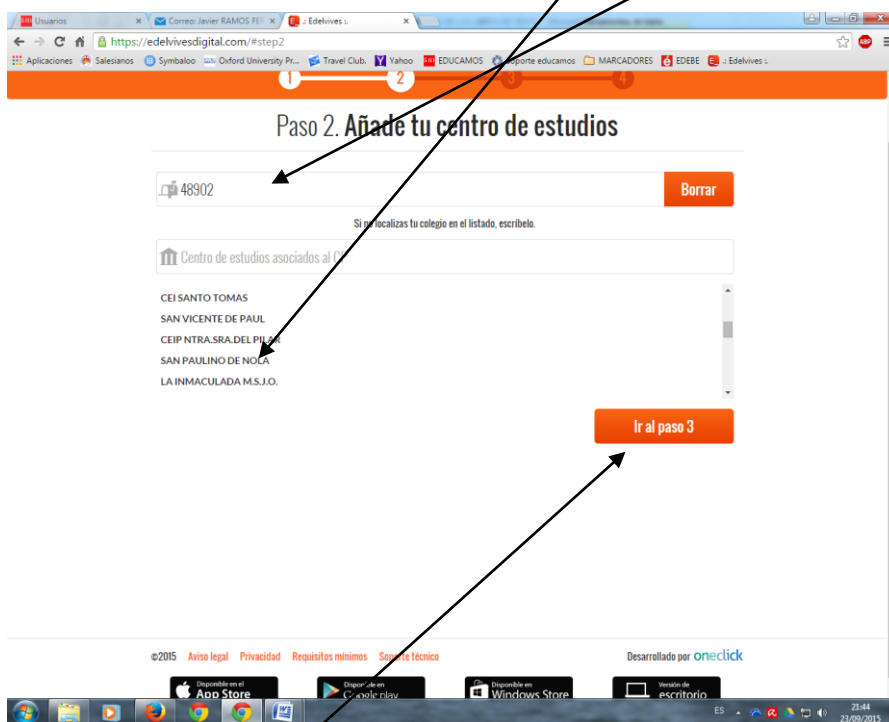 Usuarios
Correo: Javier RAMOS FER
.: Edelvives :.
https://edelvivesdigital.com/#step2
ABP
Aplicaciones Salesianos Symbaloo Oxford University Pr... Travel Club. Yahoo EDUCAMOS Soporte educamos MARCADORES EDEBE .: Edelvives :.
1 2 3 4
Paso 2. Añade tu centro de estudios
48902 Borrar
Si no localizas tu colegio en el listado, escríbelo.
Centro de estudios asociados al CP
CEI SANTO TOMAS
SAN VICENTE DE PAUL
CEIP NTRA.SRA.DEL PILAR
SAN PAULINO DE NOLA
LA INMACULADA M.S.J.O.
Ir al paso 3
©2015 Aviso legal Privacidad Requisitos mínimos Soporte técnico Desarrollado por oneclick
Disponible en el App Store
Disponible en Google play
Disponible en Windows Store
Versión de escritorio
ES 21:44
23/09/2015